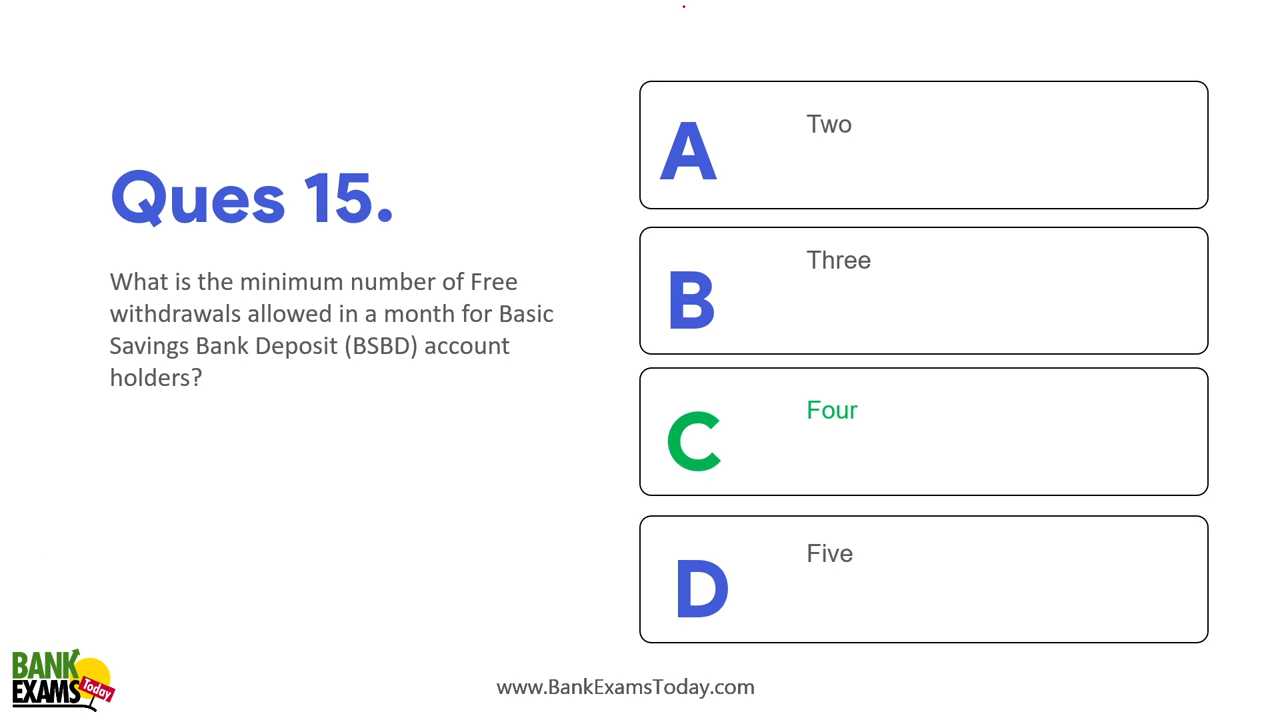 Ques 15.
What is the minimum number of Free
withdrawals allowed in a month for Basic
Savings Bank Deposit (BSBD) account
holders?
A
Two
B
Three
C
Four
D
Five
BANK
EXAMS
Today
www.BankExamsToday.com